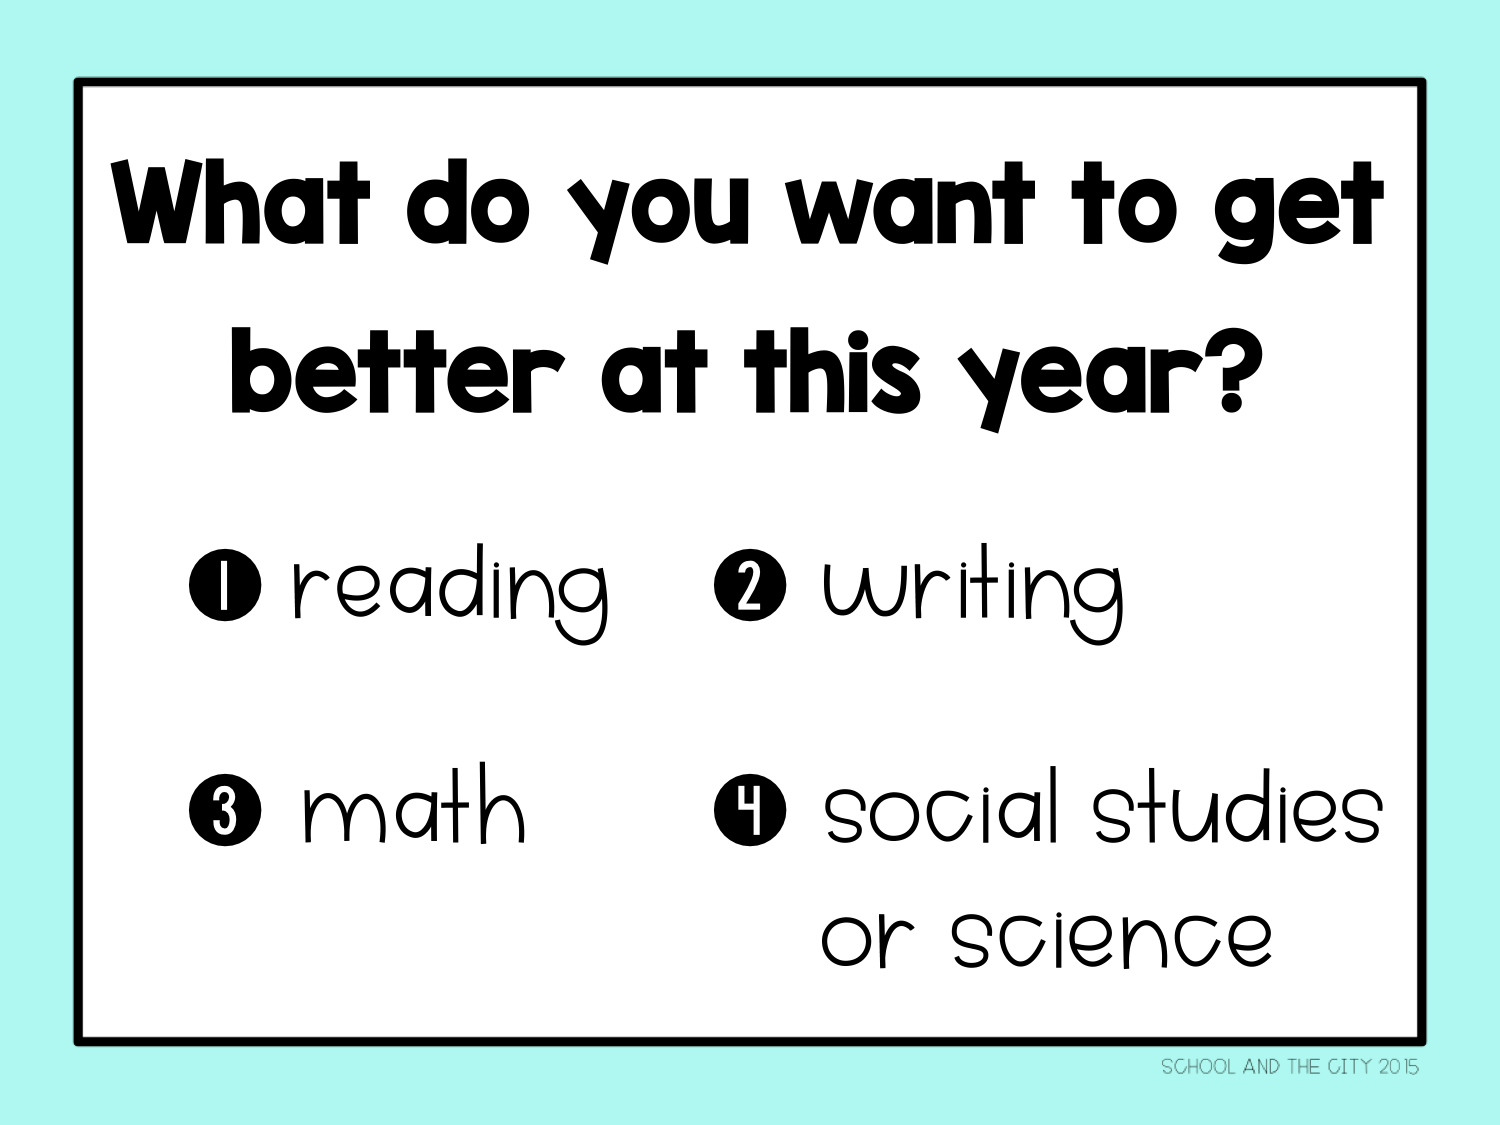 What do you want to get
better at this year?
1 reading 2 writing
3 math 4 social studies
or science
SCHOOL AND THE CITY 2015